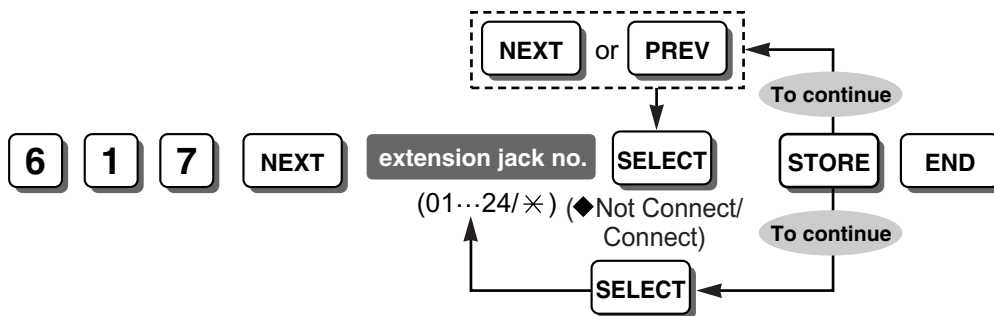 NEXT or PREV
To continue
6 1 7 NEXT extension jack no. SELECT STORE END
(01···24/✳) (◆Not Connect/
Connect)
To continue
SELECT